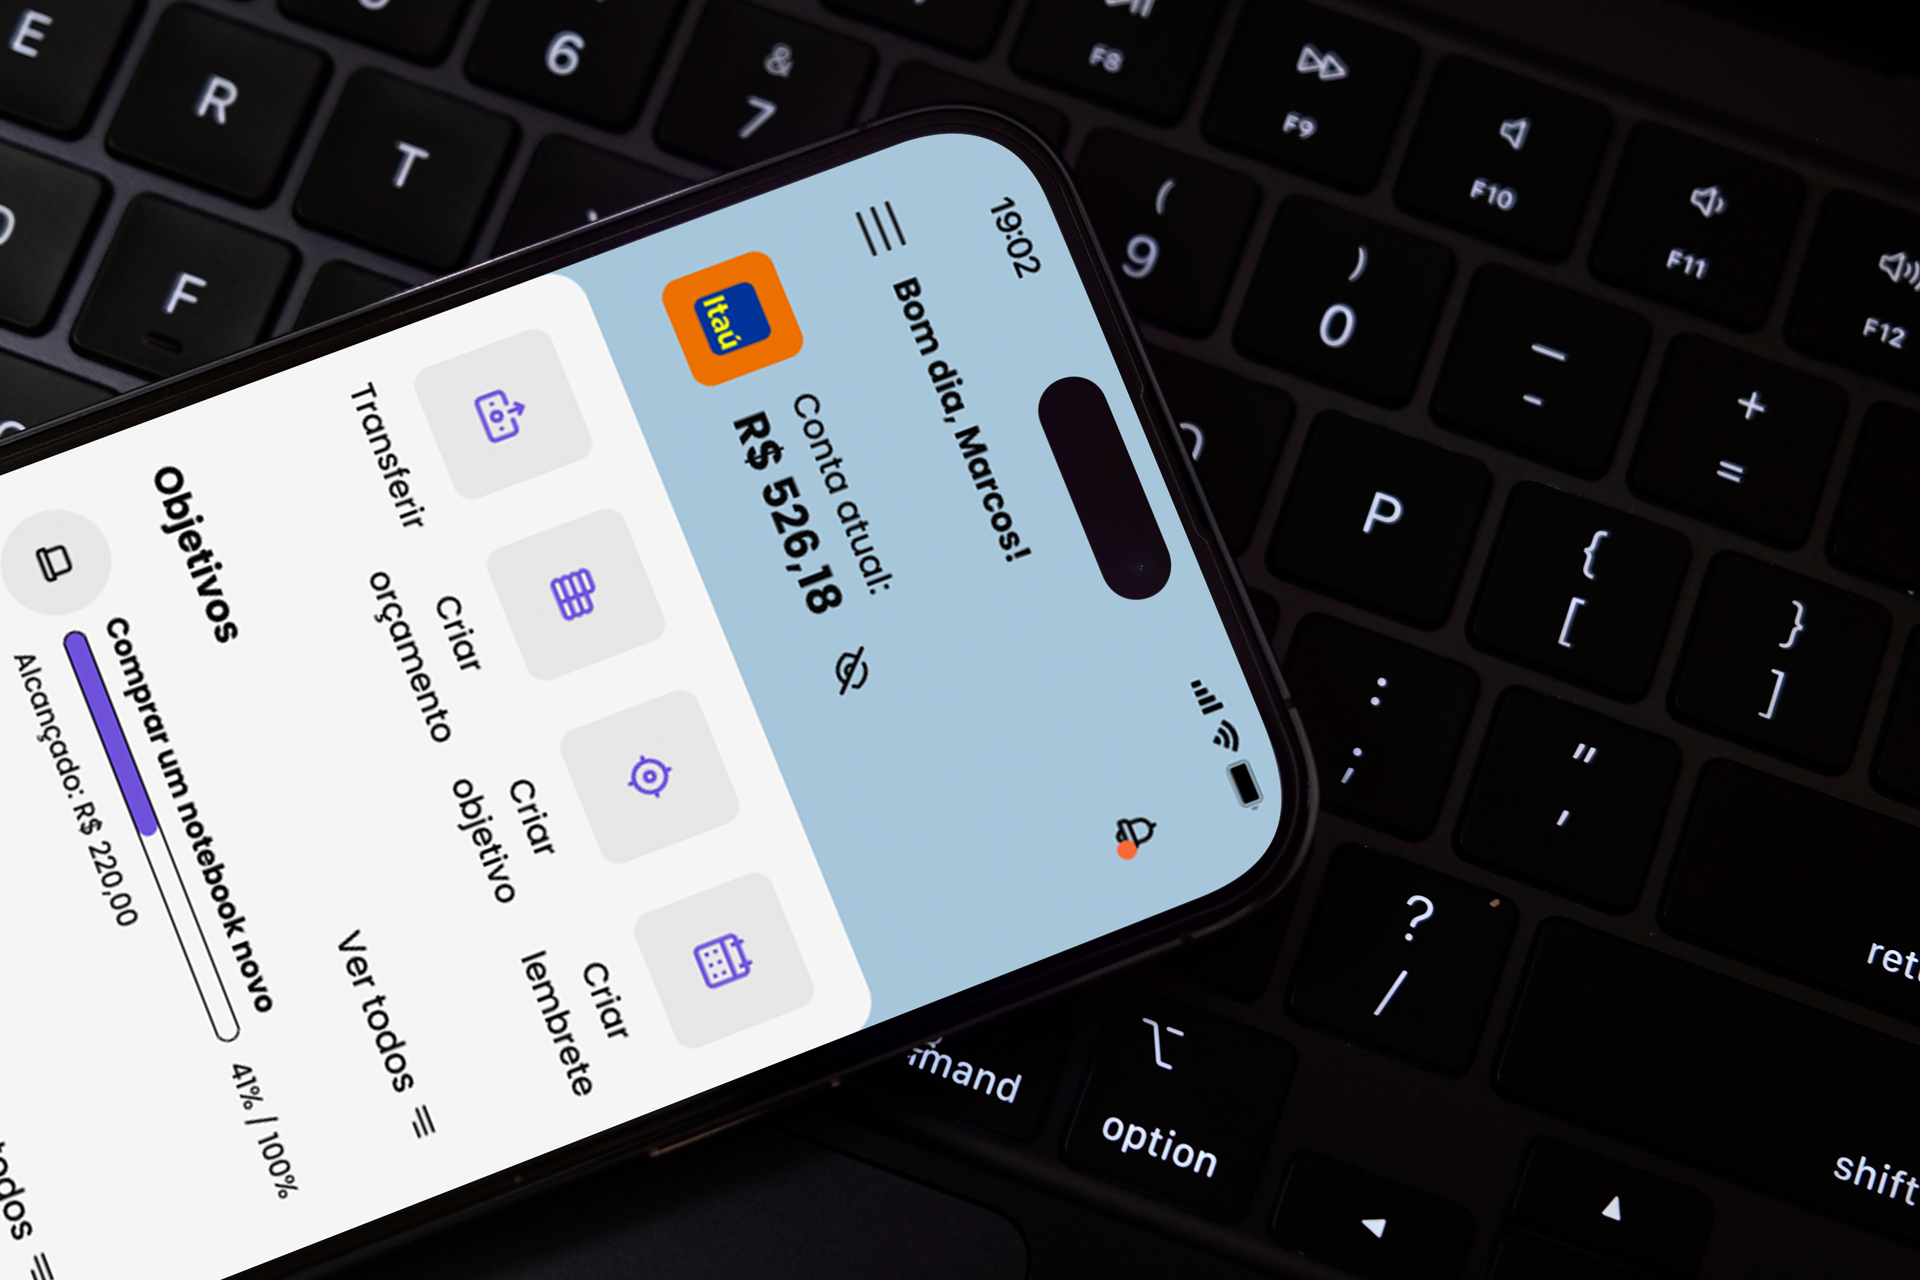 19:02
Bom dia, Marcos!
Itaú
Conta atual:
R$ 526,18
Transferir
Criar
orçamento
Criar
objetivo
Criar
lembrete
Objetivos
Ver todos
Comprar um notebook novo
41% / 100%
Alcançado: R$ 220,00
todos
E
R
T
F
6
&
7
F8
F9
F10
F11
F12
(
9
)
0
—
-
+
=
P
{
[
}
]
:
;
"
,
?
/
option
shift